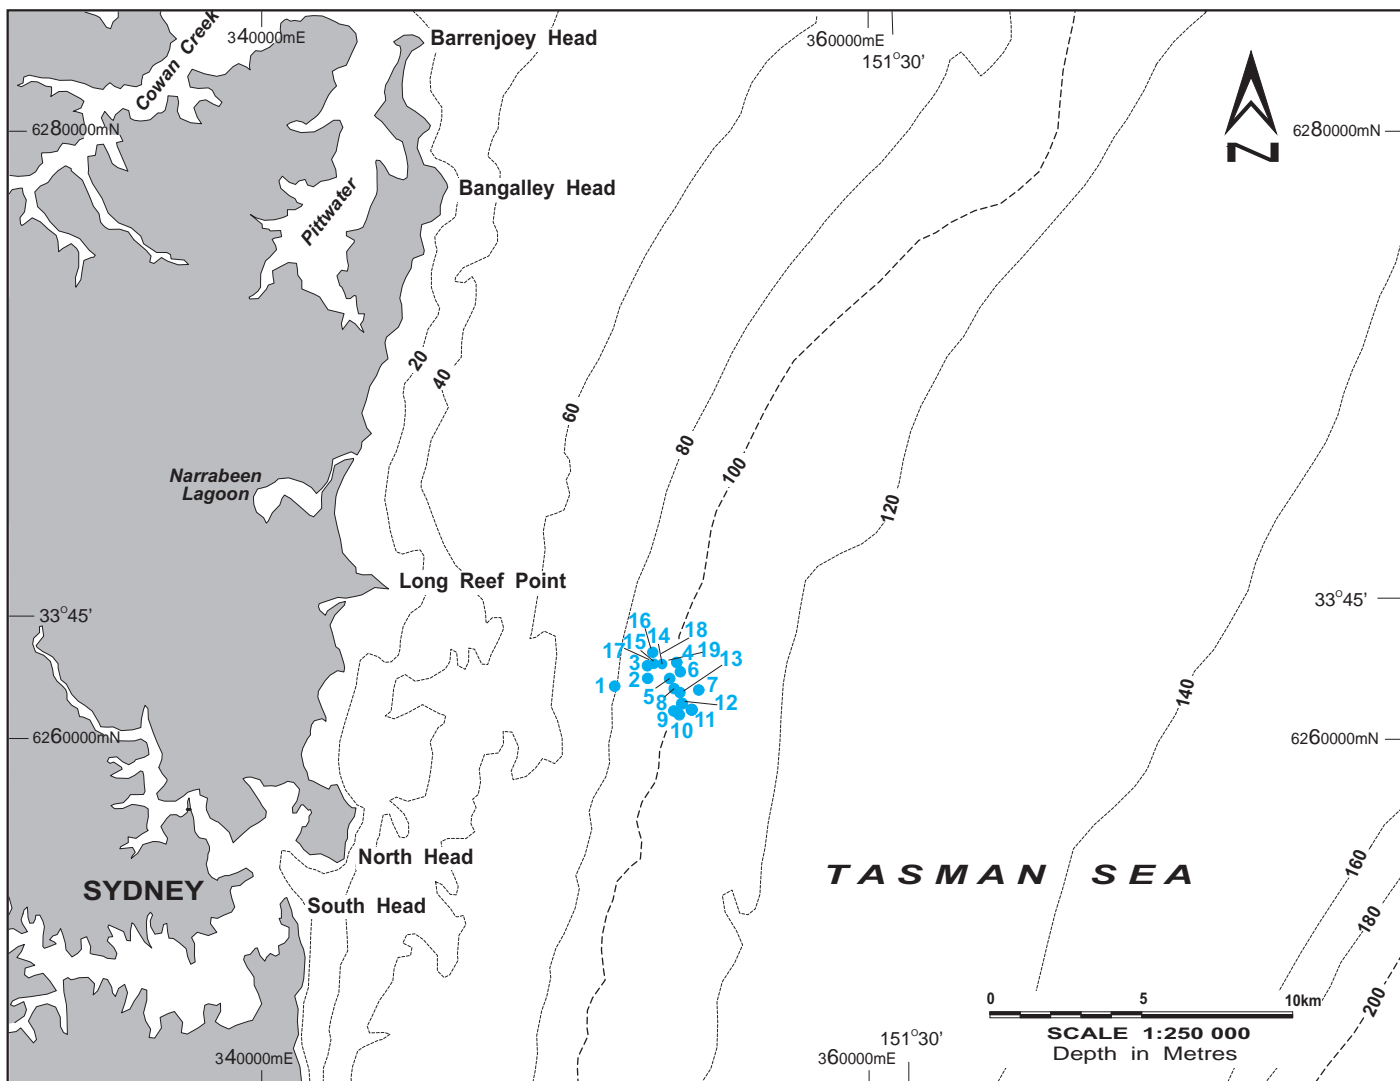 340000mE
Barrenjoey Head
360000mE
151°30'
Cowan Creek
6280000mN
6280000mN
N
Bangalley Head
Pittwater
20
40
60
80
100
120
Narrabeen
Lagoon
Long Reef Point
33°45'
33°45'
16
15
14
18
17
3
4
19
13
1
2
6
5
7
8
12
9
10
11
140
6260000mN
6260000mN
North Head
SYDNEY
South Head
TASMAN SEA
160
180
200
0 5 10km
SCALE 1:250 000
Depth in Metres
340000mE
360000mE
151°30'